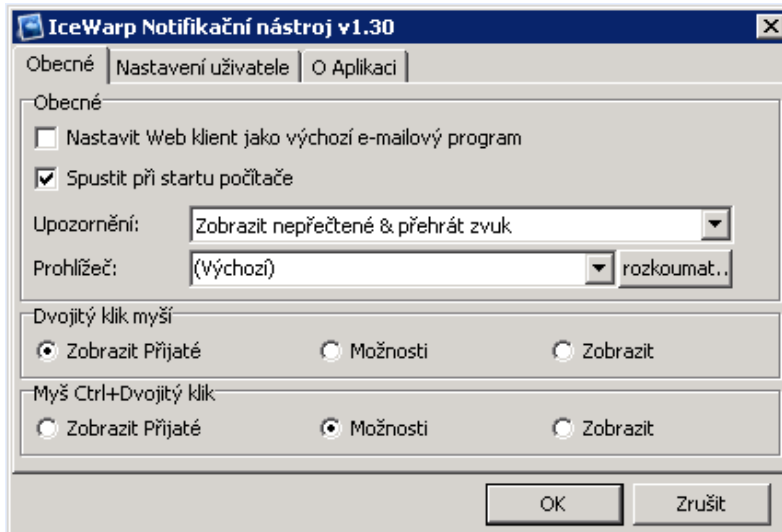 IceWarp Notifikační nástroj v1.30
Obecné Nastavení uživatele O Aplikaci
Obecné
Nastavit Web klient jako výchozí e-mailový program
Spustit při startu počítače
Upozornění: Zobrazit nepřečtené & přehrát zvuk
Prohlížeč: (Výchozí) rozkoumat..
Dvojitý klik myší
Zobrazit Přijaté Možnosti Zobrazit
Myš Ctrl+Dvojitý klik
Zobrazit Přijaté Možnosti Zobrazit
OK Zrušit